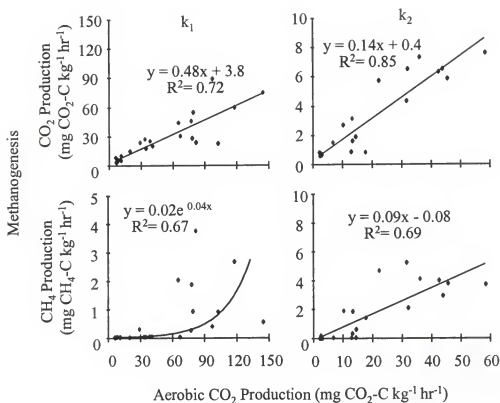 k1
k2
Methanogenesis
CO2 Production
(mg CO2-C kg-1 hr-1)
150
120
90
60
30
0
y = 0.48x + 3.8
R2= 0.72
10
8
6
4
2
0
y = 0.14x + 0.4
R2= 0.85
CH4 Production
(mg CH4-C kg-1 hr-1)
4
3
2
1
0
y = 0.02e 0.04x
R2= 0.67
0 30 60 90 120 150
10
8
6
4
2
0
y = 0.09x - 0.08
R2= 0.69
0 10 20 30 40 50 60
Aerobic CO2 Production (mg CO2-C kg-1 hr-1)